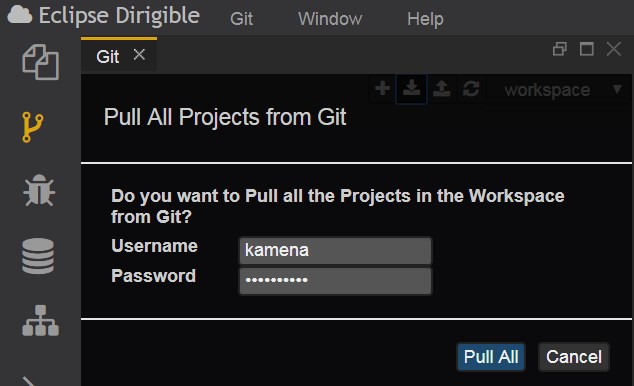 Eclipse Dirigible Git Window Help
Git
workspace
Pull All Projects from Git
Do you want to Pull all the Projects in the Workspace
from Git?
Username kamena
Password ••••••••••
Pull All Cancel